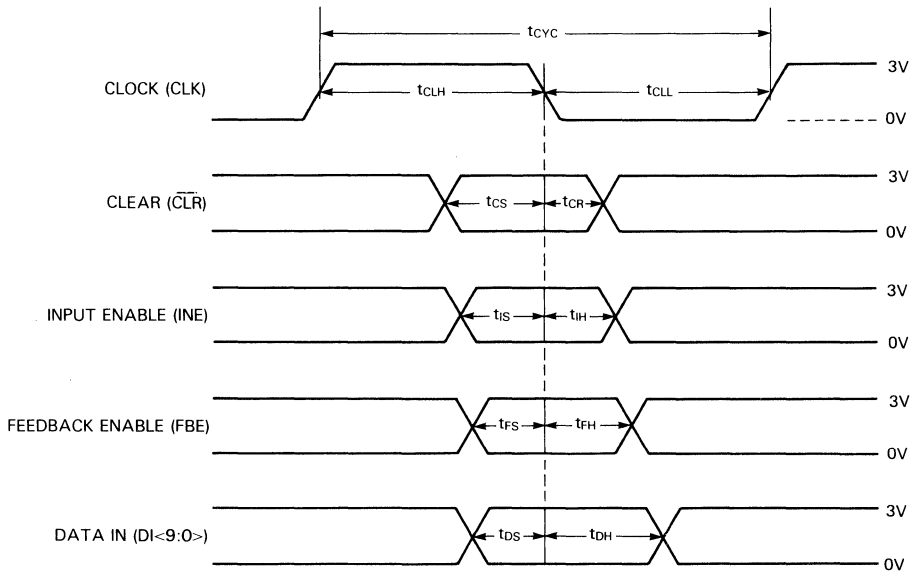 tCYC
CLOCK (CLK)
tCLH
tCLL
3V
0V
CLEAR (C̅L̅R̅)
tCS
tCR
3V
0V
INPUT ENABLE (INE)
tIS
tIH
3V
0V
FEEDBACK ENABLE (FBE)
tFS
tFH
3V
0V
DATA IN (DI<9:0>)
tDS
tDH
3V
0V